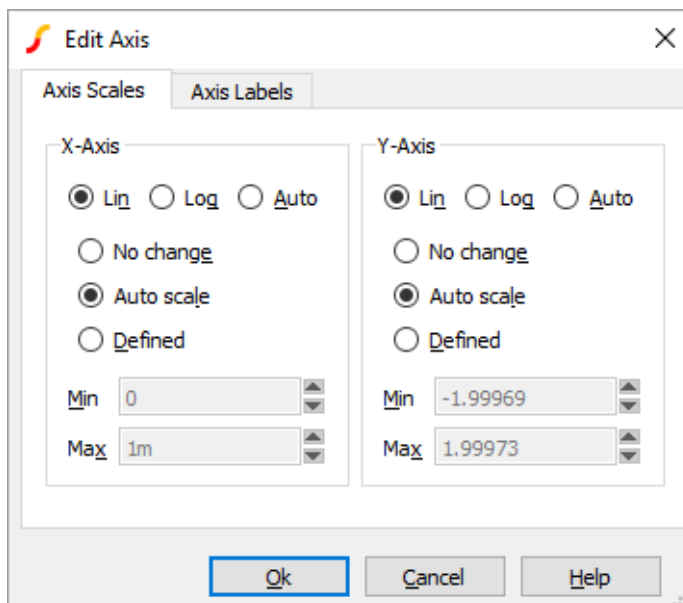 Edit Axis
Axis Scales Axis Labels
X-Axis
Lin Log Auto
No change
Auto scale
Defined
Min 0
Max 1m
Y-Axis
Lin Log Auto
No change
Auto scale
Defined
Min -1.99969
Max 1.99973
Ok Cancel Help